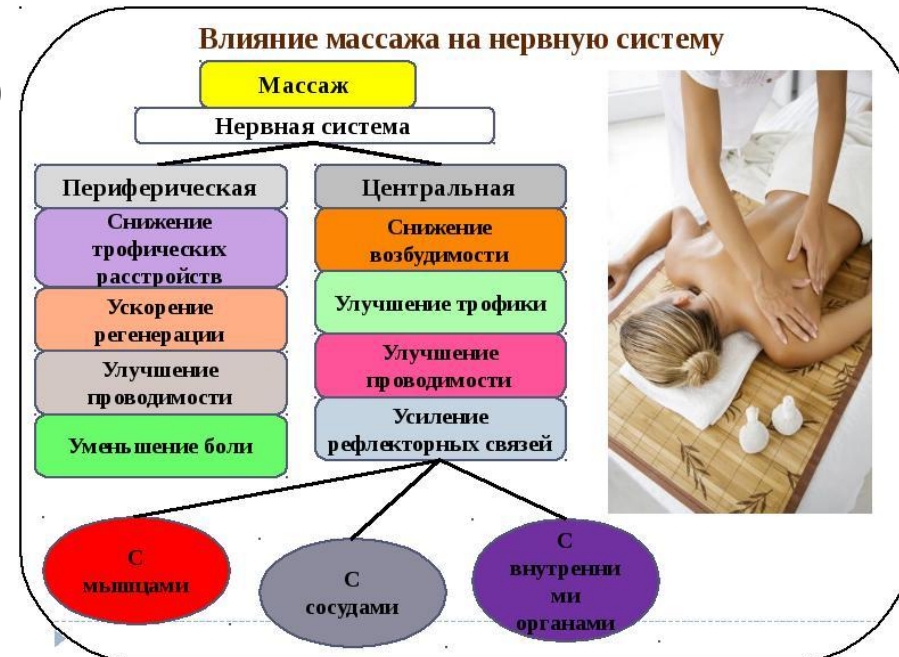 Влияние массажа на нервную систему
Массаж
Нервная система
Периферическая
Снижение
трофических
расстройств
Ускорение
регенерации
Улучшение
проводимости
Уменьшение боли
Центральная
Снижение
возбудимости
Улучшение трофики
Улучшение
проводимости
Усиление
рефлекторных связей
С
мышцами
С
сосудами
С
внутренни
ми
органами